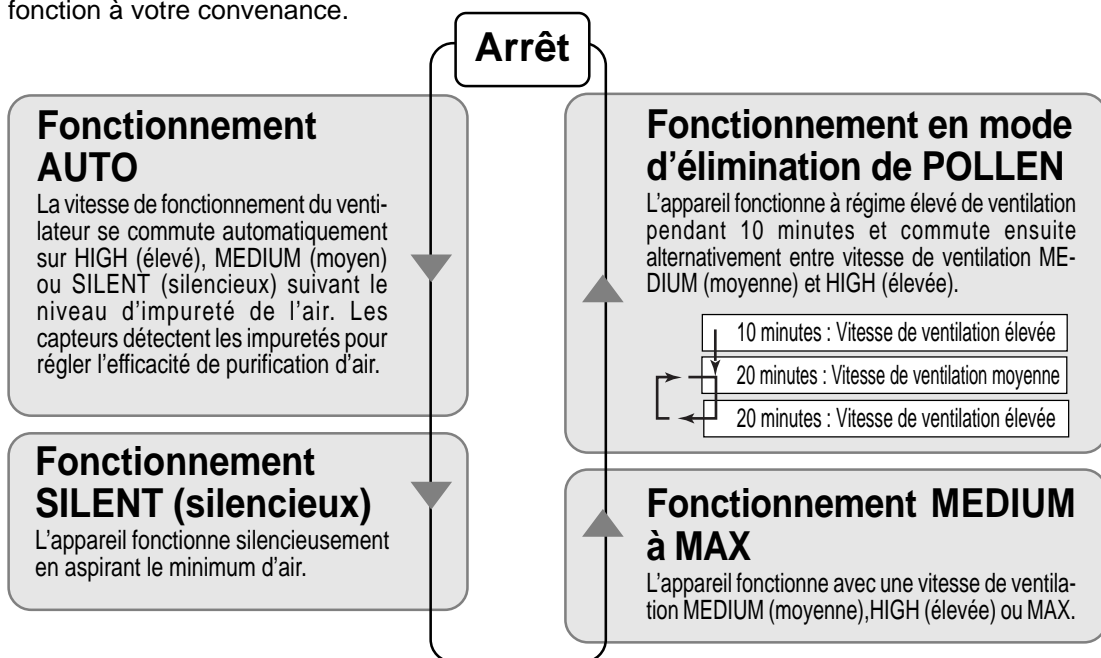 fonction à votre convenance.
Arrêt
Fonctionnement
AUTO
La vitesse de fonctionnement du venti-
lateur se commute automatiquement
sur HIGH (élevé), MEDIUM (moyen)
ou SILENT (silencieux) suivant le
niveau d'impureté de l'air. Les
capteurs détectent les impuretés pour
régler l'efficacité de purification d'air.
Fonctionnement
SILENT (silencieux)
L'appareil fonctionne silencieusement
en aspirant le minimum d'air.
Fonctionnement en mode
d'élimination de POLLEN
L'appareil fonctionne à régime élevé de ventilation
pendant 10 minutes et commute ensuite
alternativement entre vitesse de ventilation ME-
DIUM (moyenne) et HIGH (élevée).
10 minutes : Vitesse de ventilation élevée
20 minutes : Vitesse de ventilation moyenne
20 minutes : Vitesse de ventilation élevée
Fonctionnement MEDIUM
à MAX
L'appareil fonctionne avec une vitesse de ventila-
tion MEDIUM (moyenne),HIGH (élevée) ou MAX.